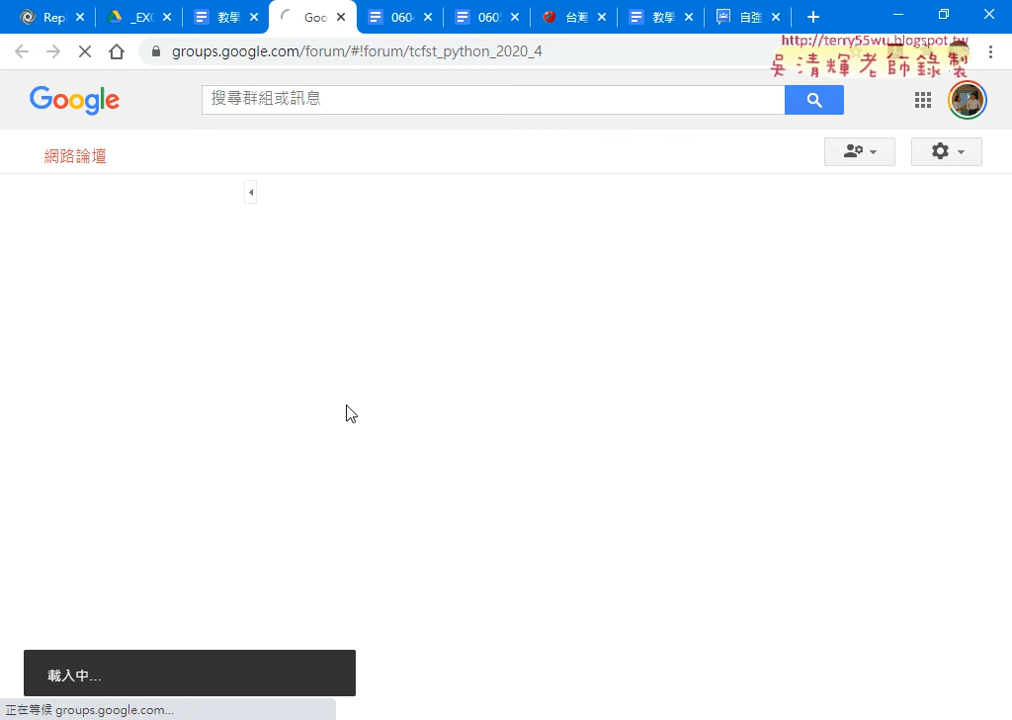 Repl
_EXC
教學
Goo
060
060
台灣
教學
自強
groups.google.com/forum/#!forum/tcfst_python_2020_4
http://terry55wu.blogspot.tw
吳清輝老師錄製
Google
搜尋群組或訊息
網路論壇
載入中...
正在等候 groups.google.com...